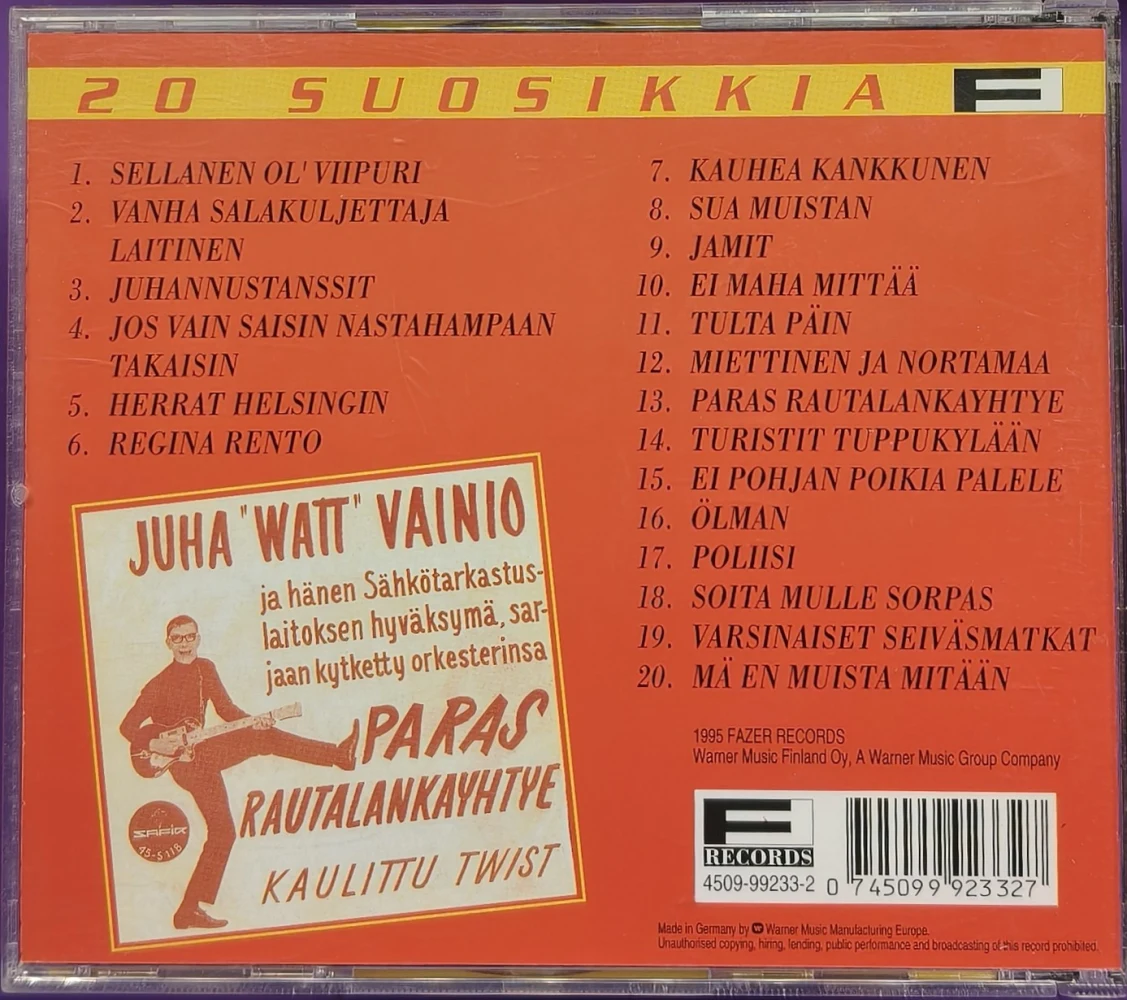 20 SUOSIKKIA F
1. SELLANEN OL' VIIPURI
2. VANHA SALAKULJETTAJA
LAITINEN
3. JUHANNUSTANSSIT
4. JOS VAIN SAISIN NASTAHAMPAAN
TAKAISIN
5. HERRAT HELSINGIN
6. REGINA RENTO
7. KAUHEA KANKKUNEN
8. SUA MUISTAN
9. JAMIT
10. EI MAHA MITTÄÄ
11. TULTA PÄIN
12. MIETTINEN JA NORTAMAA
13. PARAS RAUTALANKAYHTYE
14. TURISTIT TUPPUKYLÄÄN
15. EI POHJAN POIKIA PALELE
16. ÖLMAN
17. POLIISI
18. SOITA MULLE SORPAS
19. VARSINAISET SEIVÄSMATKAT
20. MÄ EN MUISTA MITÄÄN
JUHA "WATT" VAINIO
ja hänen Sähkötarkastus-
laitoksen hyväksymä, sar-
jaan kytketty orkesterinsa
PARAS
RAUTALANKAYHTYE
KAULITTU TWIST
SAFIR
45-S 118
1995 FAZER RECORDS
Warner Music Finland Oy, A Warner Music Group Company
F
RECORDS
4509-99233-2
0 745099 923327
Made in Germany by Warner Music Manufacturing Europe.
Unauthorised copying, hiring, lending, public performance and broadcasting of this record prohibited.